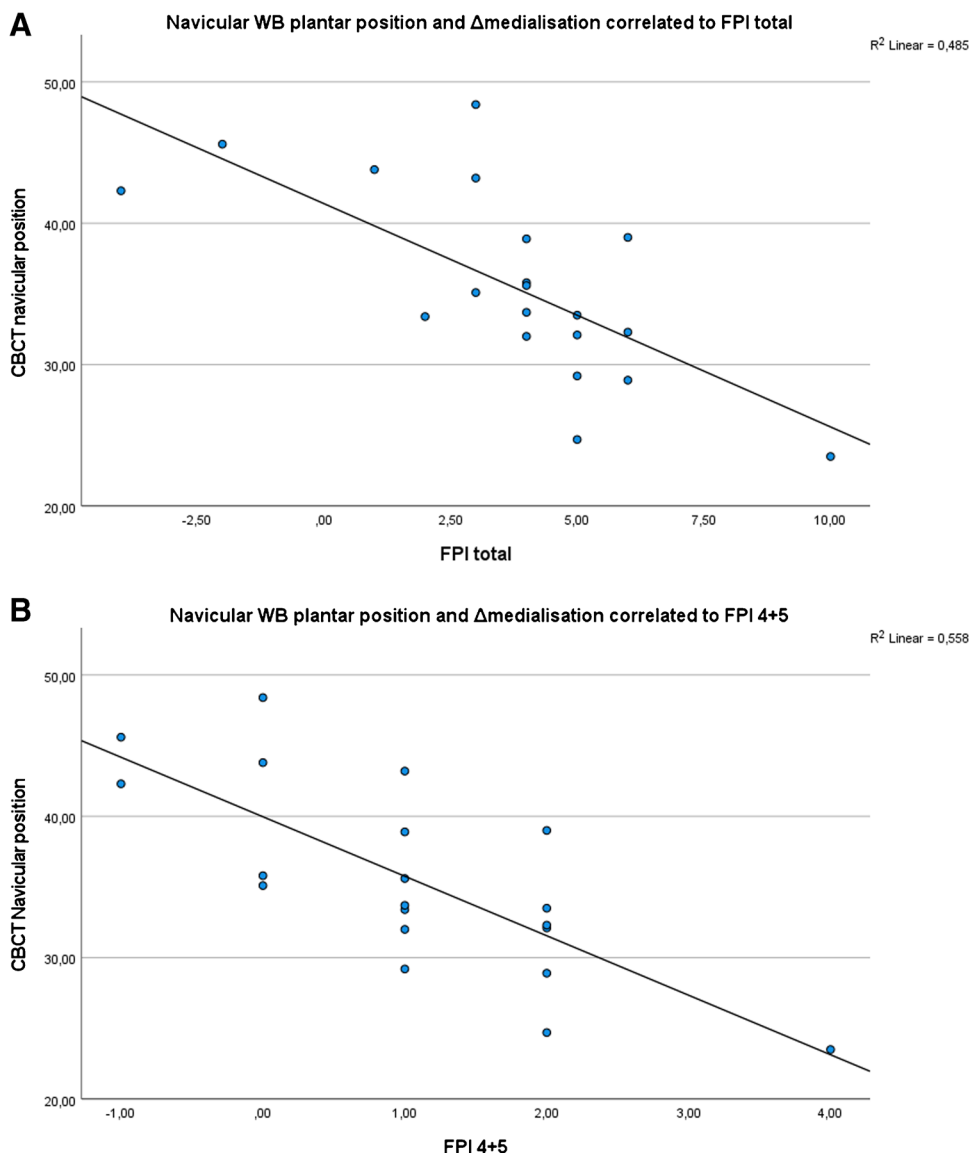 A
Navicular WB plantar position and Δmedialisation correlated to FPI total
R² Linear = 0,485
50,00
40,00
30,00
20,00
CBCT navicular position
-2,50 ,00 2,50 5,00 7,50 10,00
FPI total
B
Navicular WB plantar position and Δmedialisation correlated to FPI 4+5
R² Linear = 0,558
50,00
40,00
30,00
20,00
CBCT Navicular position
-1,00 ,00 1,00 2,00 3,00 4,00
FPI 4+5